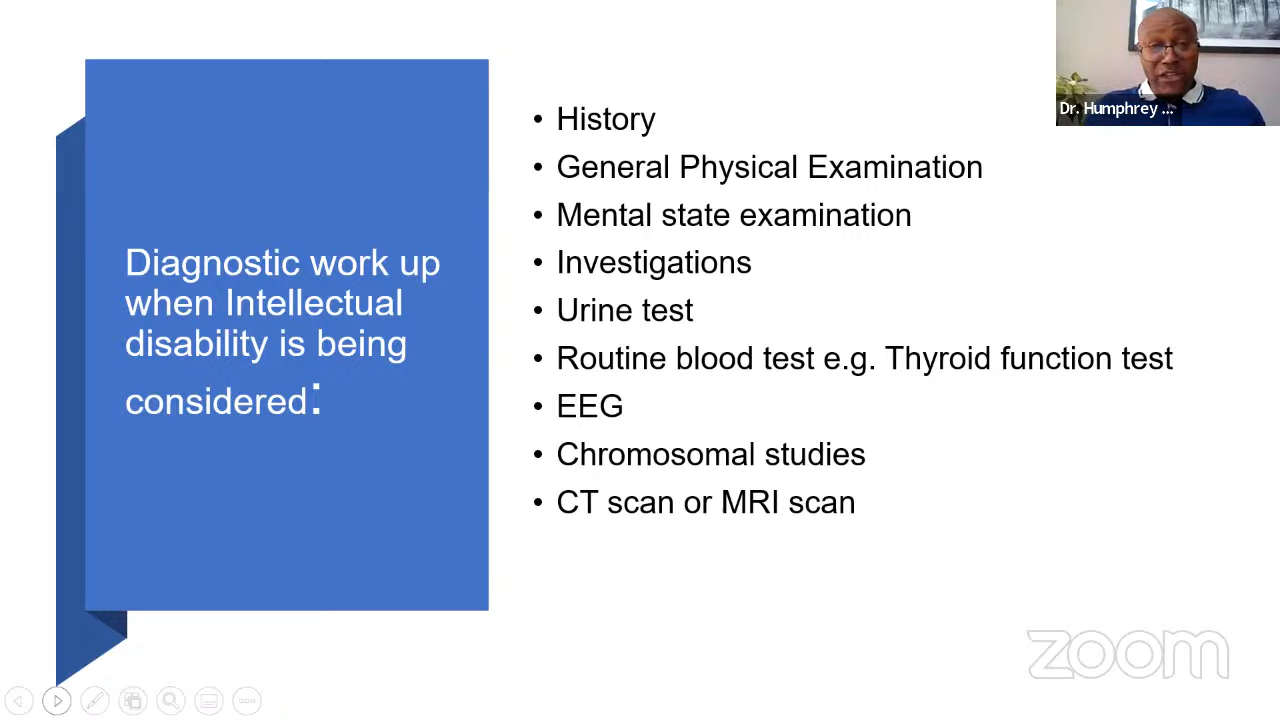 Diagnostic work up
when Intellectual
disability is being
considered:
• History
• General Physical Examination
• Mental state examination
• Investigations
• Urine test
• Routine blood test e.g. Thyroid function test
• EEG
• Chromosomal studies
• CT scan or MRI scan
Dr. Humphrey ...
zoom